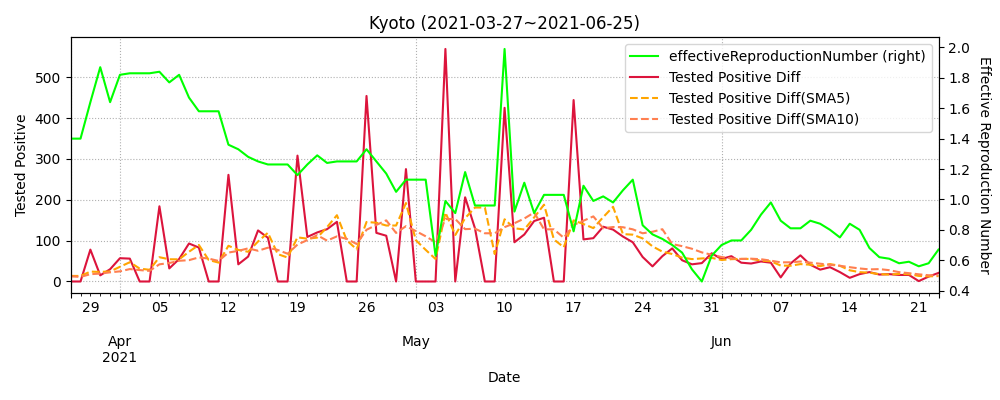 Kyoto (2021-03-27~2021-06-25)
effectiveReproductionNumber (right)
Tested Positive Diff
Tested Positive Diff(SMA5)
Tested Positive Diff(SMA10)
Tested Positive
500
400
300
200
100
0
Effective Reproduction Number
2.0
1.8
1.6
1.4
1.2
1.0
0.8
0.6
0.4
29 05 12 19 26 03 10 17 24 31 07 14 21
Apr May Jun
2021
Date